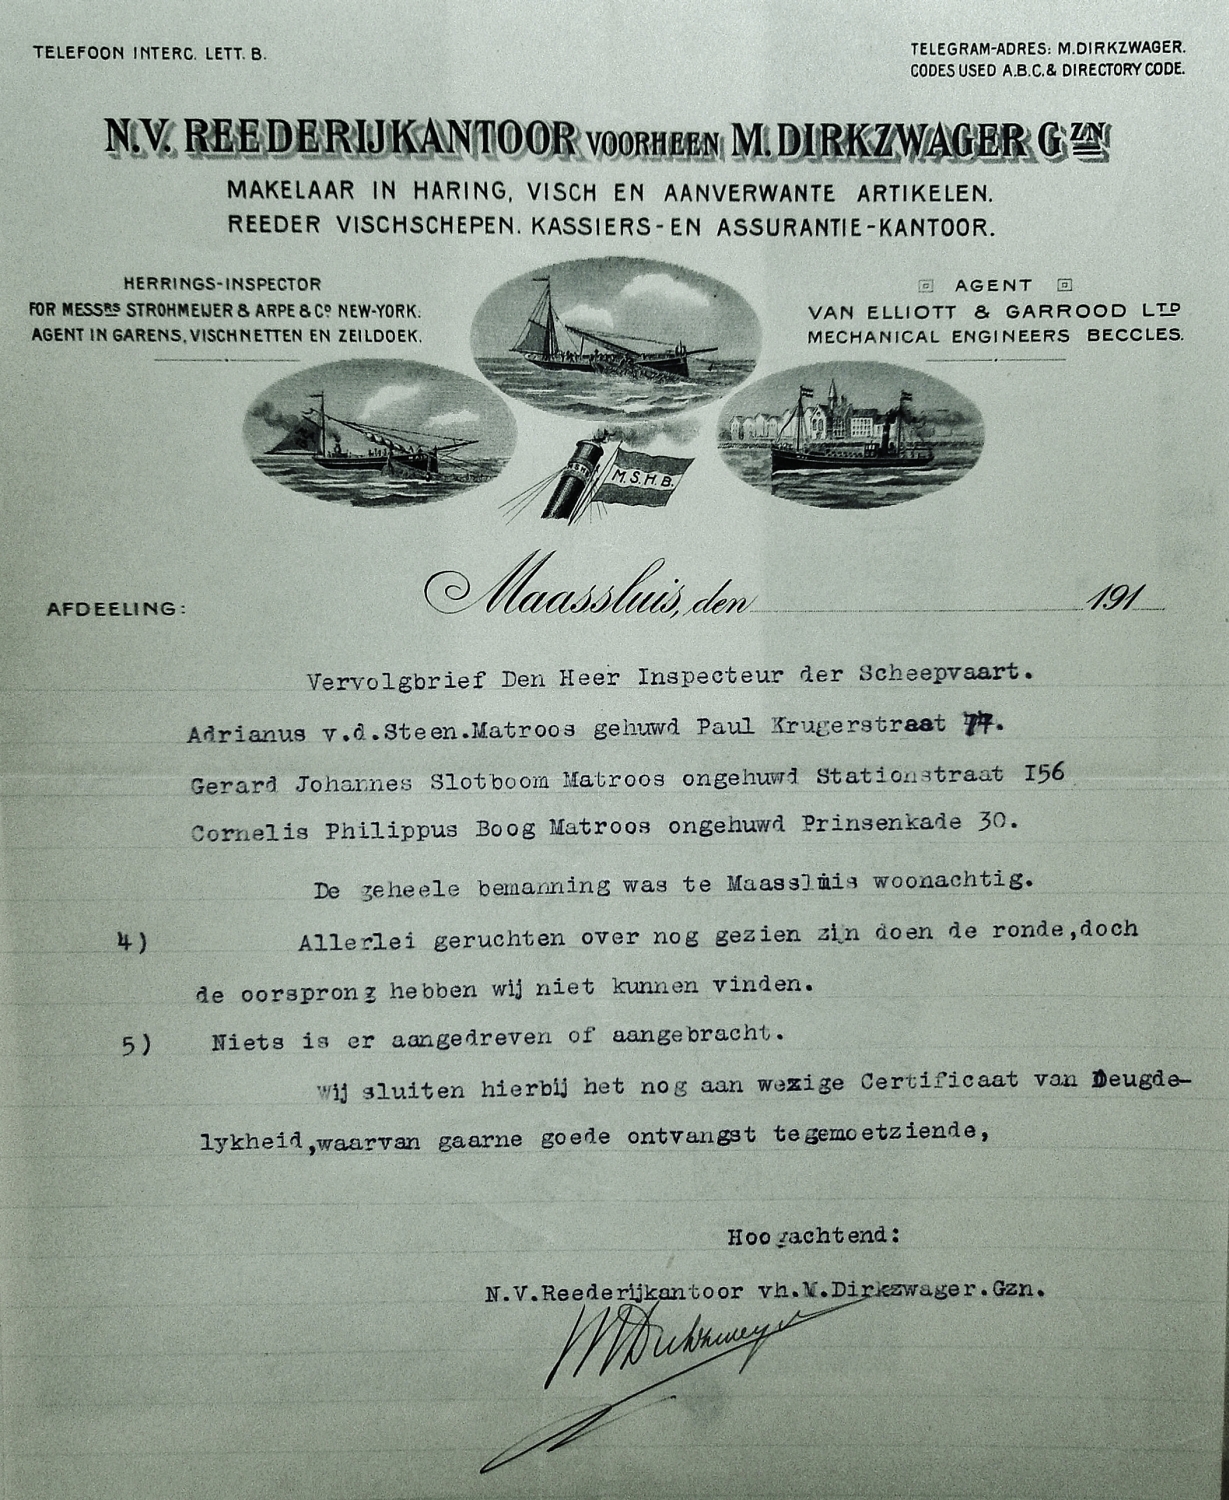 TELEFOON INTERC. LETT. B.
TELEGRAM-ADRES: M.DIRKZWAGER.
CODES USED A.B.C.& DIRECTORY CODE.
N.V. REEDERIJKANTOOR VOORHEEN M. DIRKZWAGER GZN
MAKELAAR IN HARING, VISCH EN AANVERWANTE ARTIKELEN.
REEDER VISCHSCHEPEN. KASSIERS-EN ASSURANTIE-KANTOOR.
HERRINGS-INSPECTOR
FOR MESSRS STROHMEIJER & ARPE & Co NEW-YORK.
AGENT IN GARENS, VISCHNETTEN EN ZEILDOEK.
AGENT
VAN ELLIOTT & GARROOD LTD
MECHANICAL ENGINEERS BECCLES.
M.S.H.B.
Maassluis, den 191
AFDEELING:
Vervolgbrief Den Heer Inspecteur der Scheepvaart.
Adrianus v.d.Steen.Matroos gehuwd Paul Krugerstraat 77.
Gerard Johannes Slotboom Matroos ongehuwd Stationstraat I56
Cornelis Philippus Boog Matroos ongehuwd Prinsenkade 30.
De geheele bemanning was te Maassluis woonachtig.
4) Allerlei geruchten over nog gezien zijn doen de ronde,doch
de oorsprong hebben wij niet kunnen vinden.
5) Niets is er aangedreven of aangebracht.
Wij sluiten hierbij het nog aan wezige Certificaat van Deugde-
lykheid,waarvan gaarne goede ontvangst tegemoetziende,
Hoogachtend:
N.V.Reederijkantoor vh.M.Dirkzwager.Gzn.
MDirkzwager